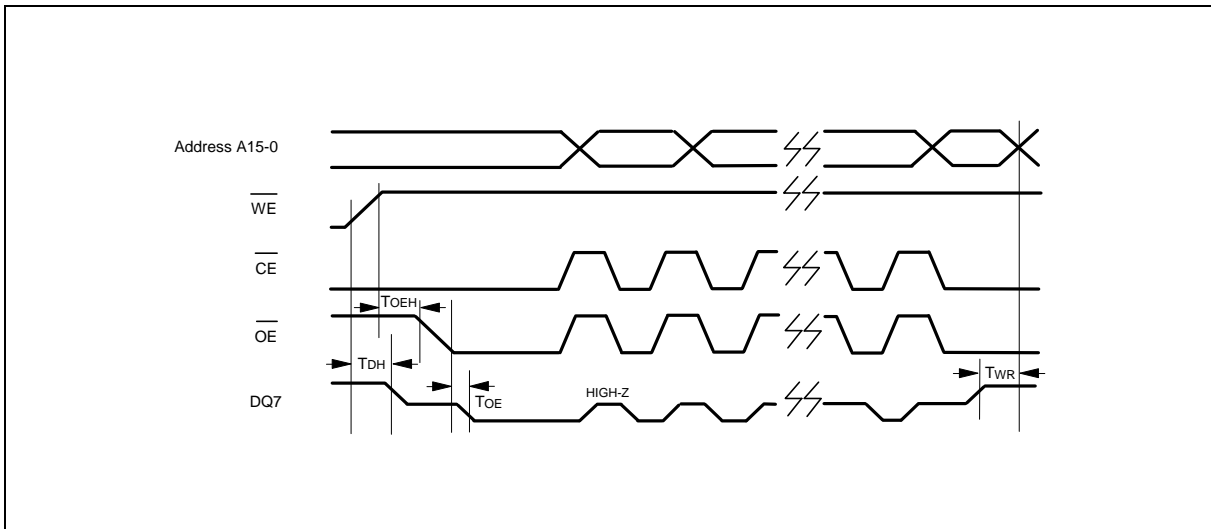 Address A15-0
WE
CE
TOEH
OE
TDH
TWR
DQ7
TOE
HIGH-Z